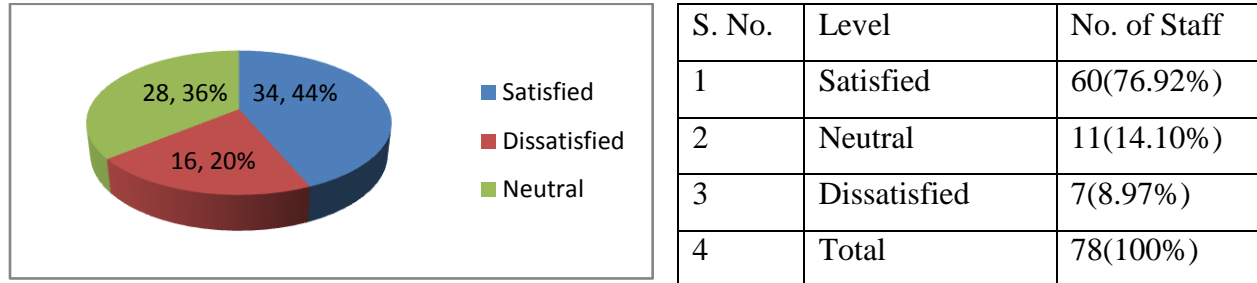 28, 36%
34, 44%
16, 20%
Satisfied
Dissatisfied
Neutral
S. No. Level No. of Staff
1 Satisfied 60(76.92%)
2 Neutral 11(14.10%)
3 Dissatisfied 7(8.97%)
4 Total 78(100%)